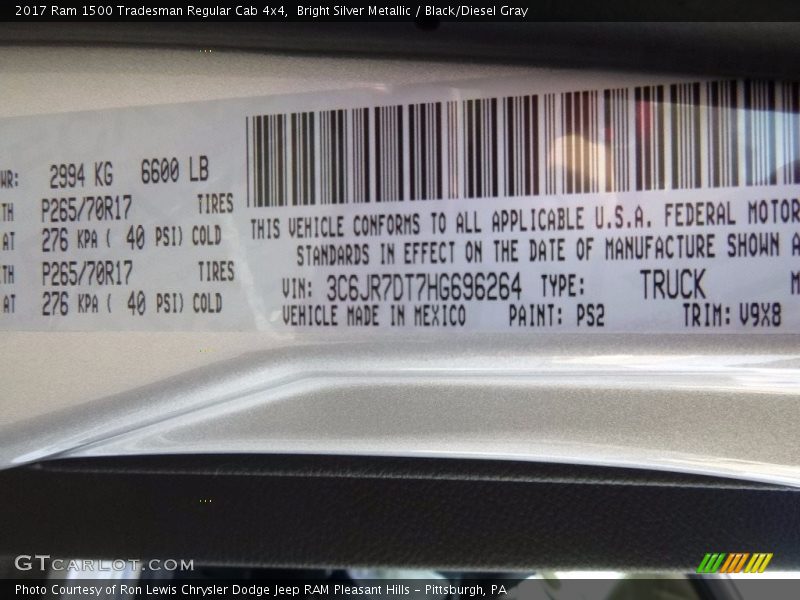 2017 Ram 1500 Tradesman Regular Cab 4x4,  Bright Silver Metallic / Black/Diesel Gray
WR: 2994 KG 6600 LB
TH P265/70R17 TIRES
AT 276 KPA ( 40 PSI) COLD
TH P265/70R17 TIRES
AT 276 KPA ( 40 PSI) COLD
THIS VEHICLE CONFORMS TO ALL APPLICABLE U.S.A. FEDERAL MOTOR
STANDARDS IN EFFECT ON THE DATE OF MANUFACTURE SHOWN A
VIN: 3C6JR7DT7HG696264 TYPE: TRUCK M
VEHICLE MADE IN MEXICO PAINT: PS2 TRIM: V9X8
GTCARLOT.COM
Photo Courtesy of Ron Lewis Chrysler Dodge Jeep RAM Pleasant Hills - Pittsburgh, PA